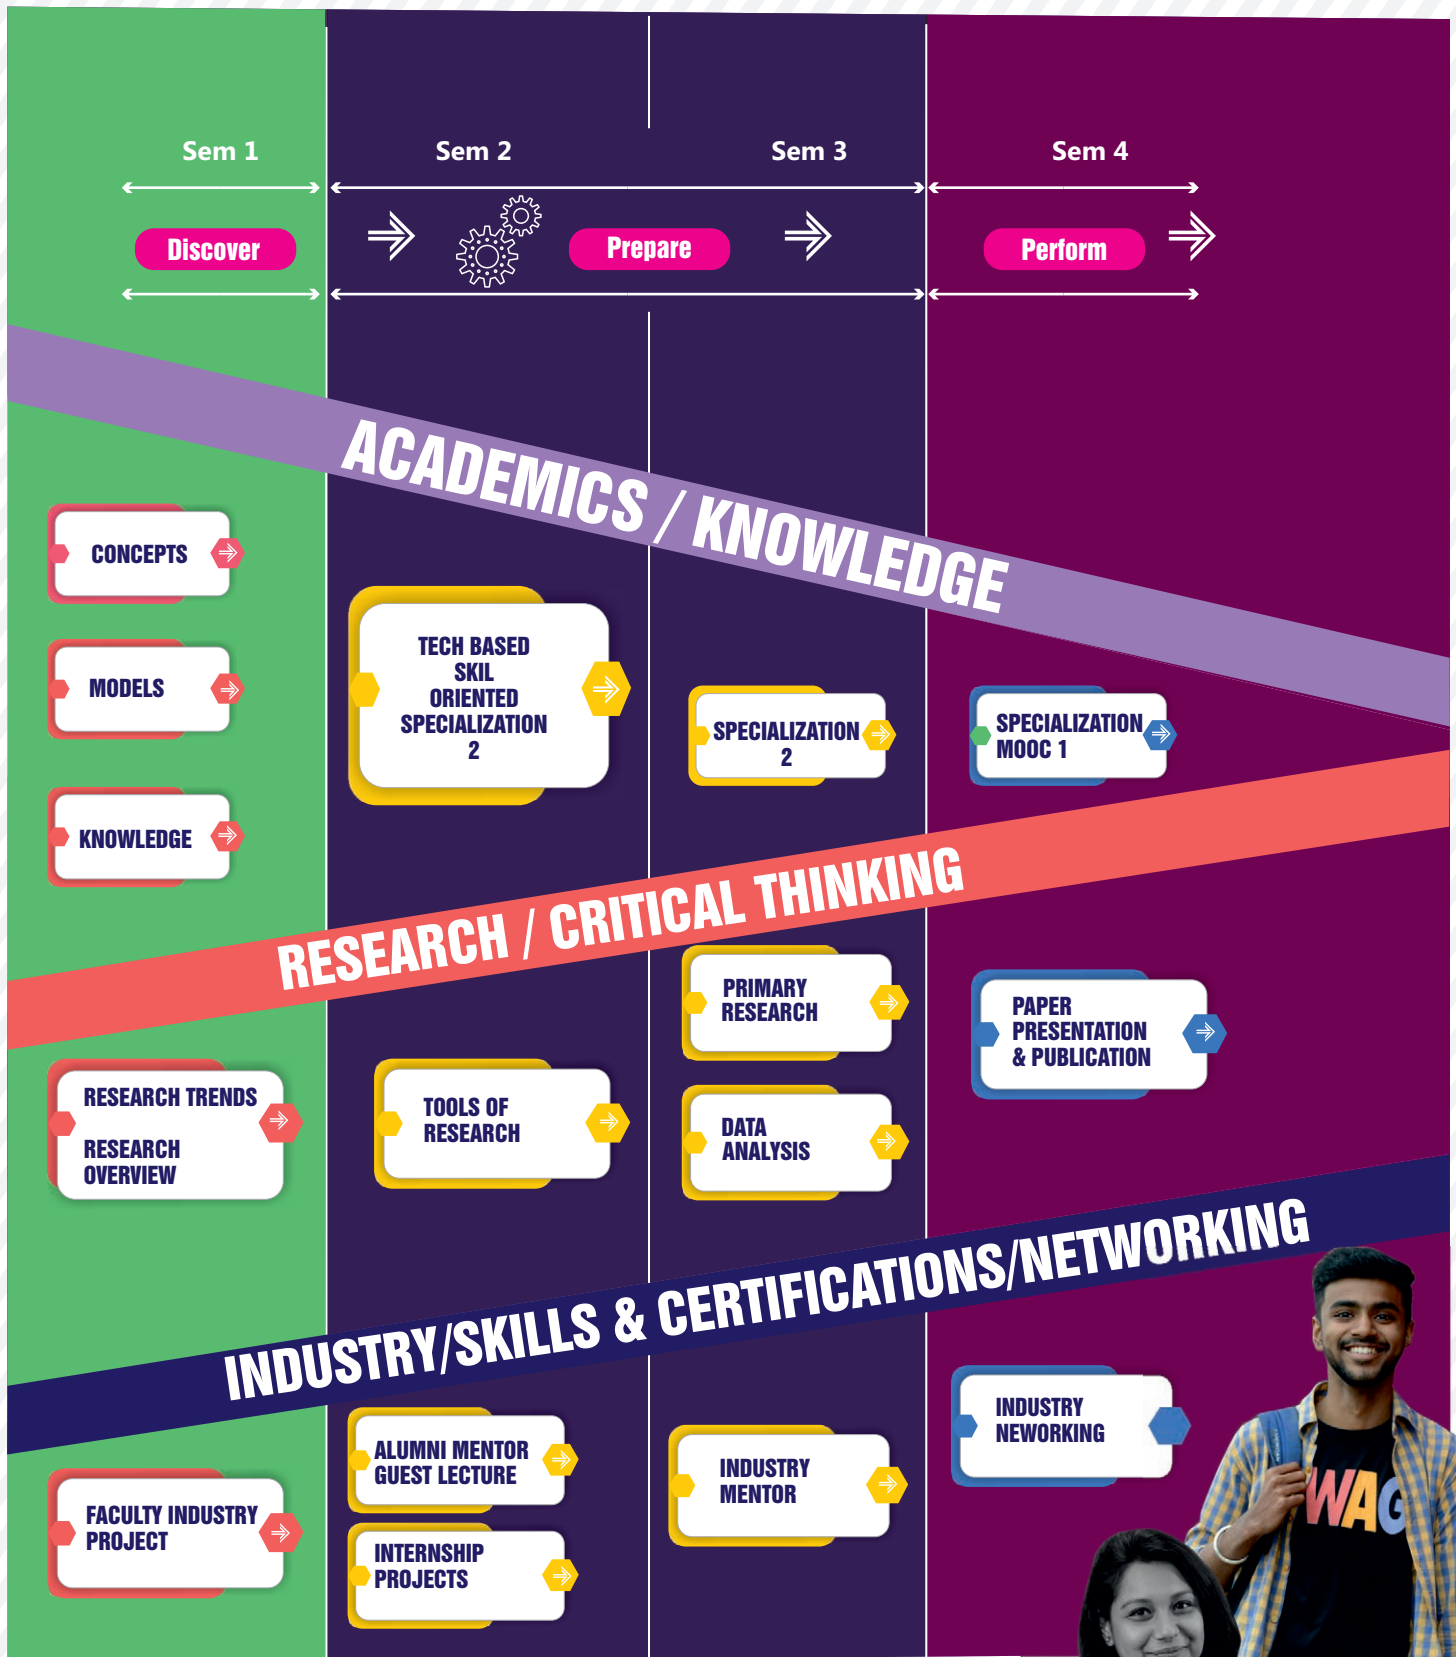 Sem 1
Sem 2
Sem 3
Sem 4
Discover
Prepare
Perform
ACADEMICS / KNOWLEDGE
CONCEPTS
MODELS
KNOWLEDGE
TECH BASED
SKIL
ORIENTED
SPECIALIZATION
2
SPECIALIZATION
2
SPECIALIZATION
MOOC 1
RESEARCH / CRITICAL THINKING
RESEARCH TRENDS
RESEARCH
OVERVIEW
TOOLS OF
RESEARCH
PRIMARY
RESEARCH
DATA
ANALYSIS
PAPER
PRESENTATION
& PUBLICATION
INDUSTRY/SKILLS & CERTIFICATIONS/NETWORKING
FACULTY INDUSTRY
PROJECT
ALUMNI MENTOR
GUEST LECTURE
INTERNSHIP
PROJECTS
INDUSTRY
MENTOR
INDUSTRY
NEWORKING
WAG